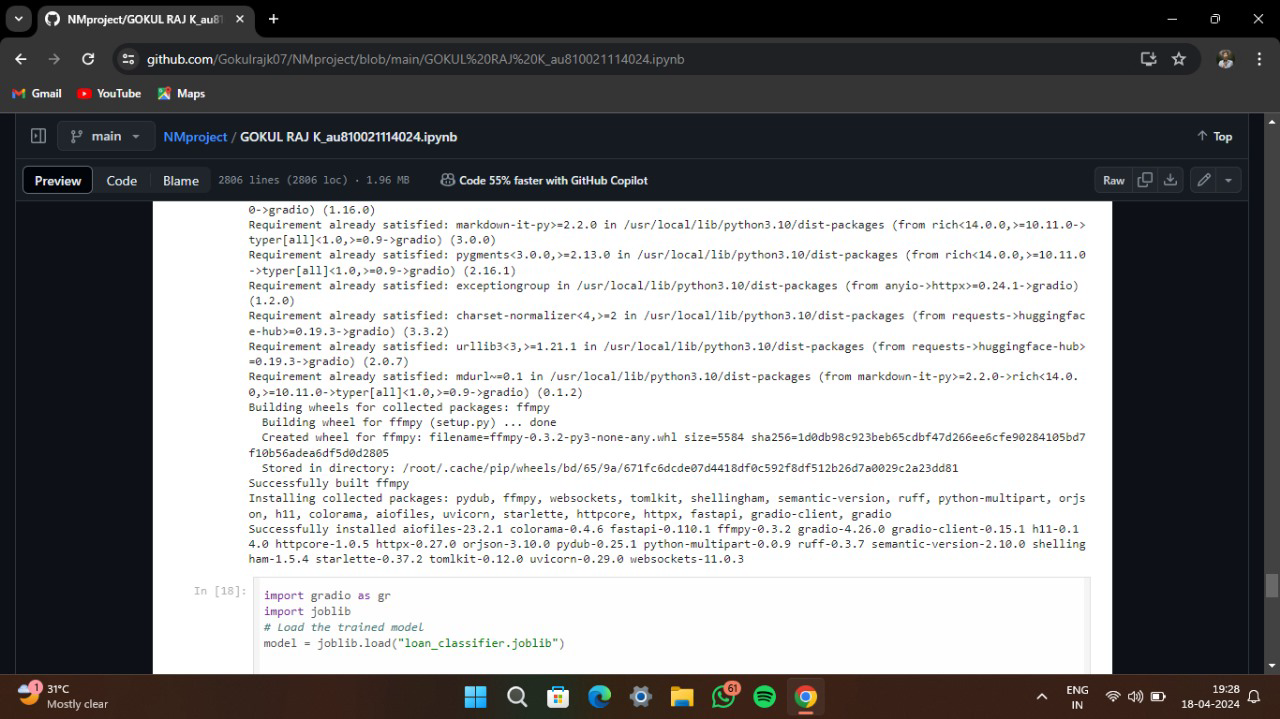 NMproject/GOKUL RAJ K_au81
github.com/Gokulrajk07/NMproject/blob/main/GOKUL%20RAJ%20K_au810021114024.ipynb
Gmail YouTube Maps
main NMproject / GOKUL RAJ K_au810021114024.ipynb Top
Preview Code Blame 2806 lines (2806 loc) · 1.96 MB Code 55% faster with GitHub Copilot Raw
0->gradio) (1.16.0)
Requirement already satisfied: markdown-it-py>=2.2.0 in /usr/local/lib/python3.10/dist-packages (from rich<14.0.0,>=10.11.0->
typer[all]<1.0,>=0.9->gradio) (3.0.0)
Requirement already satisfied: pygments<3.0.0,>=2.13.0 in /usr/local/lib/python3.10/dist-packages (from rich<14.0.0,>=10.11.0
->typer[all]<1.0,>=0.9->gradio) (2.16.1)
Requirement already satisfied: exceptiongroup in /usr/local/lib/python3.10/dist-packages (from anyio->httpx>=0.24.1->gradio)
(1.2.0)
Requirement already satisfied: charset-normalizer<4,>=2 in /usr/local/lib/python3.10/dist-packages (from requests->huggingfac
e-hub>=0.19.3->gradio) (3.3.2)
Requirement already satisfied: urllib3<3,>=1.21.1 in /usr/local/lib/python3.10/dist-packages (from requests->huggingface-hub>
=0.19.3->gradio) (2.0.7)
Requirement already satisfied: mdurl~=0.1 in /usr/local/lib/python3.10/dist-packages (from markdown-it-py>=2.2.0->rich<14.0.
0,>=10.11.0->typer[all]<1.0,>=0.9->gradio) (0.1.2)
Building wheels for collected packages: ffmpy
Building wheel for ffmpy (setup.py) ... done
Created wheel for ffmpy: filename=ffmpy-0.3.2-py3-none-any.whl size=5584 sha256=1d0db98c923beb65cdbf47d266ee6cfe90284105bd7
f10b56adea6df5d0d2805
Stored in directory: /root/.cache/pip/wheels/bd/65/9a/671fc6dcde07d4418df0c592f8df512b26d7a0029c2a23dd81
Successfully built ffmpy
Installing collected packages: pydub, ffmpy, websockets, tomlkit, shellingham, semantic-version, ruff, python-multipart, orjs
on, h11, colorama, aiofiles, uvicorn, starlette, httpcore, httpx, fastapi, gradio-client, gradio
Successfully installed aiofiles-23.2.1 colorama-0.4.6 fastapi-0.110.1 ffmpy-0.3.2 gradio-4.26.0 gradio-client-0.15.1 h11-0.1
4.0 httpcore-1.0.5 httpx-0.27.0 orjson-3.10.0 pydub-0.25.1 python-multipart-0.0.9 ruff-0.3.7 semantic-version-2.10.0 shelling
ham-1.5.4 starlette-0.37.2 tomlkit-0.12.0 uvicorn-0.29.0 websockets-11.0.3
In [18]: import gradio as gr
import joblib
# Load the trained model
model = joblib.load("loan_classifier.joblib")
1 31°C ENG 19:28
Mostly clear 61 IN 18-04-2024